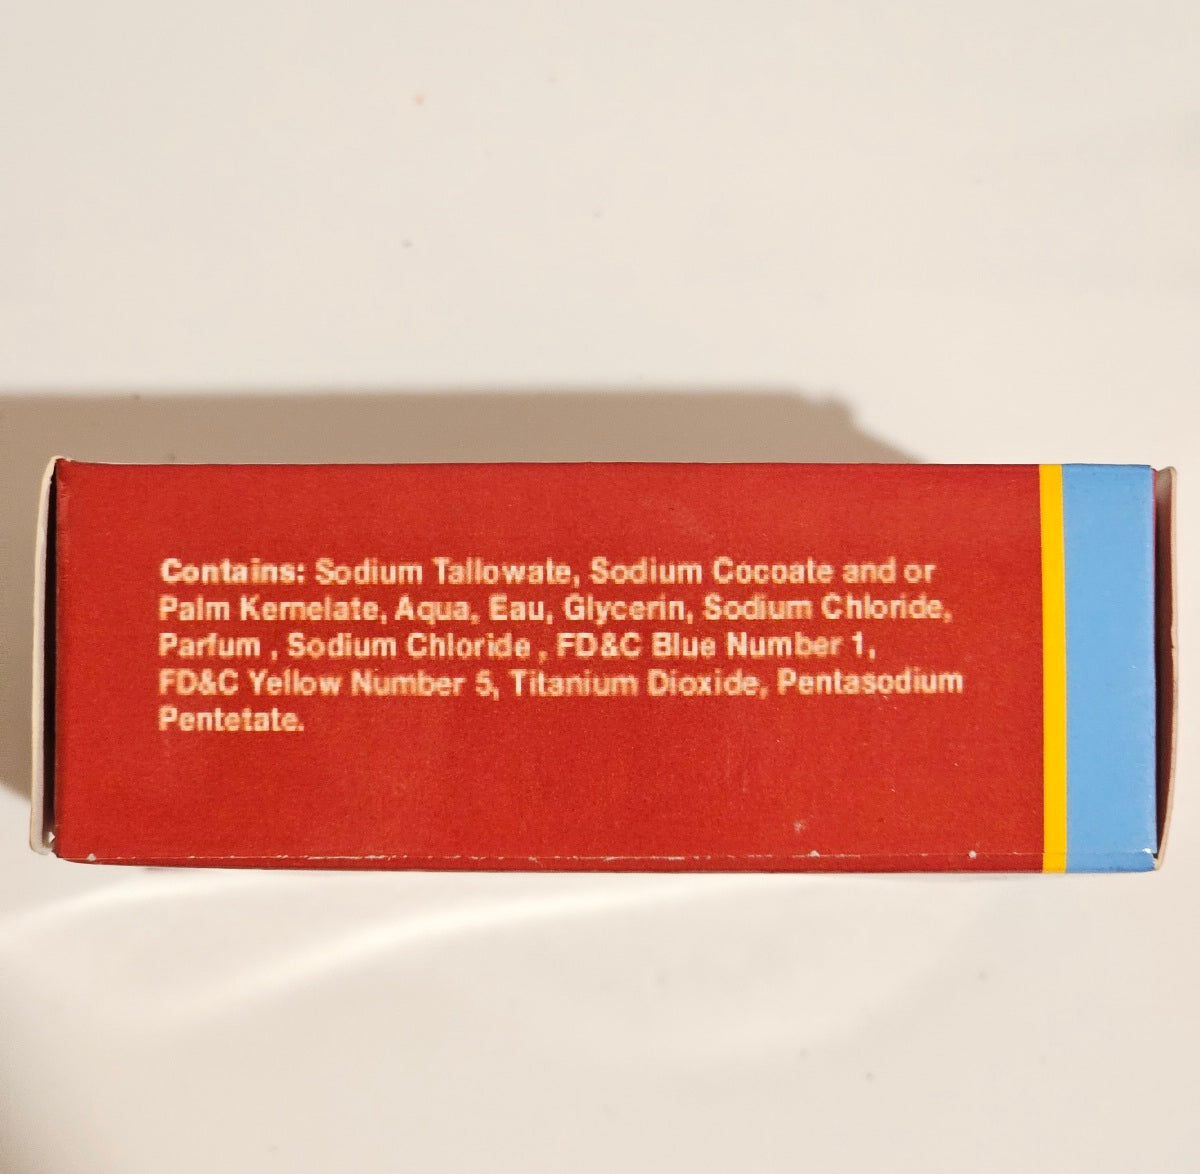 Contains: Sodium Tallowate, Sodium Cocoate and or
Palm Kernelate, Aqua, Eau, Glycerin, Sodium Chloride,
Parfum , Sodium Chloride , FD&C Blue Number 1,
FD&C Yellow Number 5, Titanium Dioxide, Pentasodium
Pentetate.